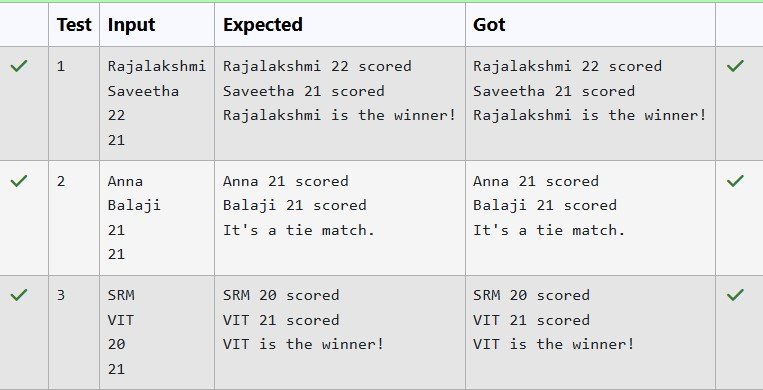 Test Input Expected Got
1 Rajalakshmi Rajalakshmi 22 scored Rajalakshmi 22 scored
Saveetha Saveetha 21 scored Saveetha 21 scored
22 Rajalakshmi is the winner! Rajalakshmi is the winner!
21
2 Anna Anna 21 scored Anna 21 scored
Balaji Balaji 21 scored Balaji 21 scored
21 It's a tie match. It's a tie match.
21
3 SRM SRM 20 scored SRM 20 scored
VIT VIT 21 scored VIT 21 scored
20 VIT is the winner! VIT is the winner!
21